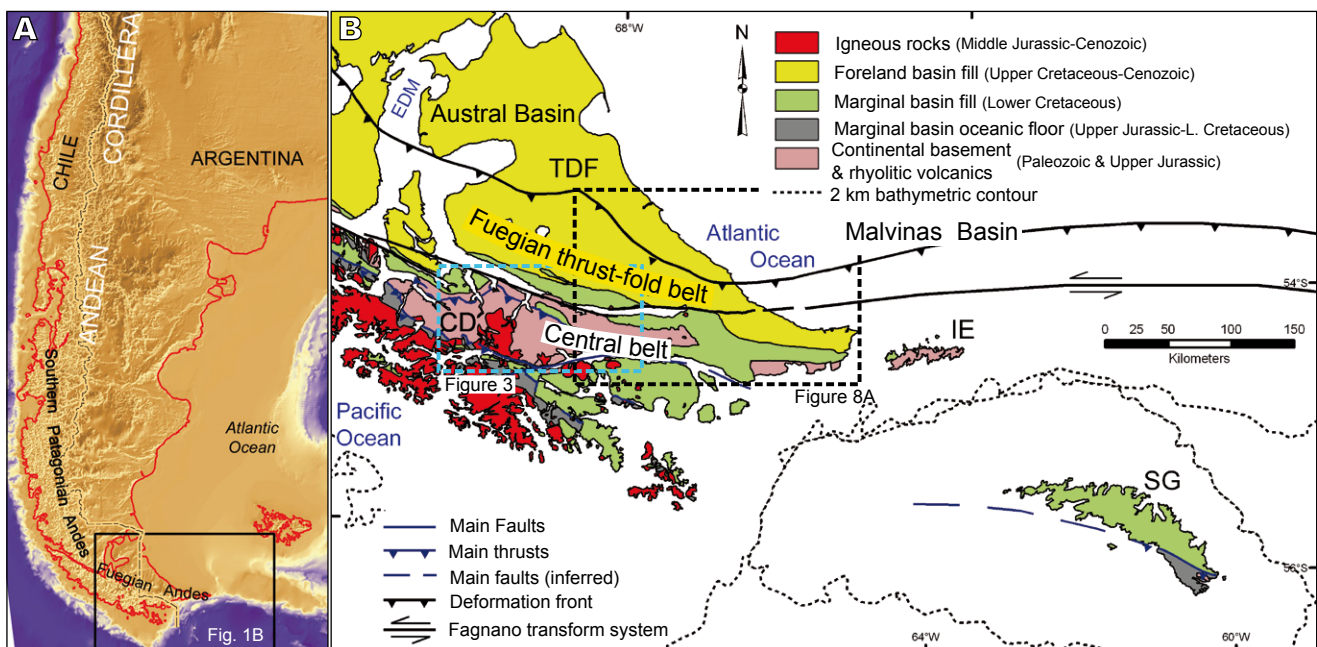 A
CORDILLERA
CHILE
ANDEAN
ARGENTINA
Southern Patagonian Andes
Atlantic
Ocean
Fuegian Andes
Fig. 1B
B
68°W
N
EDM
Austral Basin
TDF
Fuegian thrust-fold belt
Atlantic
Ocean
Malvinas Basin
54°S
CD
Central belt
IE
Figure 3
Figure 8A
Pacific
Ocean
SG
64°W
60°W
Igneous rocks (Middle Jurassic-Cenozoic)
Foreland basin fill (Upper Cretaceous-Cenozoic)
Marginal basin fill (Lower Cretaceous)
Marginal basin oceanic floor (Upper Jurassic-L. Cretaceous)
Continental basement
& rhyolitic volcanics (Paleozoic & Upper Jurassic)
2 km bathymetric contour
0 25 50 100 150
Kilometers
Main Faults
Main thrusts
Main faults (inferred)
Deformation front
Fagnano transform system